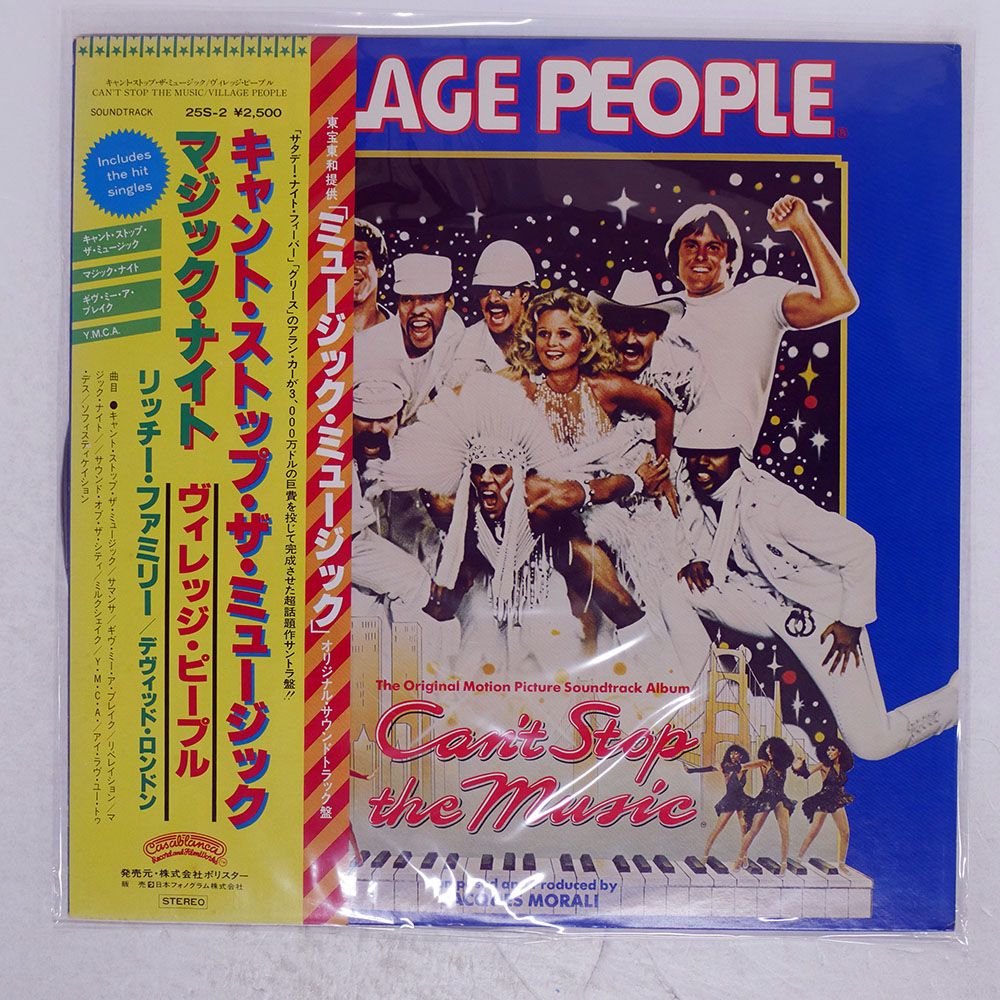 キャント・ストップ・ザ・ミュージック/ヴィレッジ・ピープル
CAN'T STOP THE MUSIC/VILLAGE PEOPLE
SOUNDTRACK 25S-2 ¥2,500
Includes
the hit
singles
キャント・ストップ・
ザ・ミュージック
マジック・ナイト
ギヴ・ミー・ア・
ブレイク
Y.M.C.A.
キャント・ストップ・ザ・ミュージック
マジック・ナイト
ヴィレッジ・ピープル
リッチー・ファミリー/デヴィッド・ロンドン
曲目 ●キャント・ストップ・ザ・ミュージック/サマンサ/ギヴ・ミー・ア・ブレイク/リベレイション/マ
ジック・ナイト//サウンド・オブ・ザ・シティ/ミルクシェイク/Y・M・C・A/アイ・ラヴ・ユー・トゥ
・デス/ソフィスティケイション
Casablanca
Record and FilmWorks
発売元・株式会社ポリスター
販売 日本フォノグラム株式会社
STEREO
東宝東和提供「ミュージック・ミュージック」オリジナル・サウンドトラック盤
「サタデー・ナイト・フィーバー」「グリース」のアラン・カーが3,000万ドルの巨費を投じて完成させた超話題作サントラ盤!!
LAGE PEOPLE®
The Original Motion Picture Soundtrack Album
Can't Stop
the Music
and Produced by
JACQUES MORALI